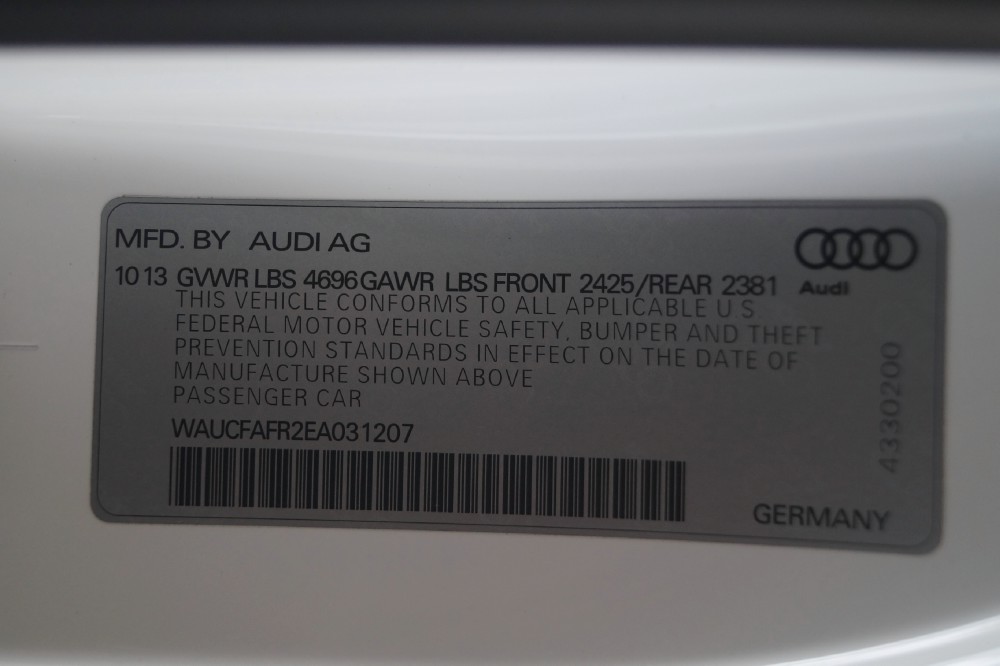 MFD. BY AUDI AG
10 13 GVWR LBS 4696 GAWR LBS FRONT 2425/REAR 2381
Audi
THIS VEHICLE CONFORMS TO ALL APPLICABLE U.S
FEDERAL MOTOR VEHICLE SAFETY, BUMPER AND THEFT
PREVENTION STANDARDS IN EFFECT ON THE DATE OF
MANUFACTURE SHOWN ABOVE
PASSENGER CAR
WAUCFAFR2EA031207
4330200
GERMANY